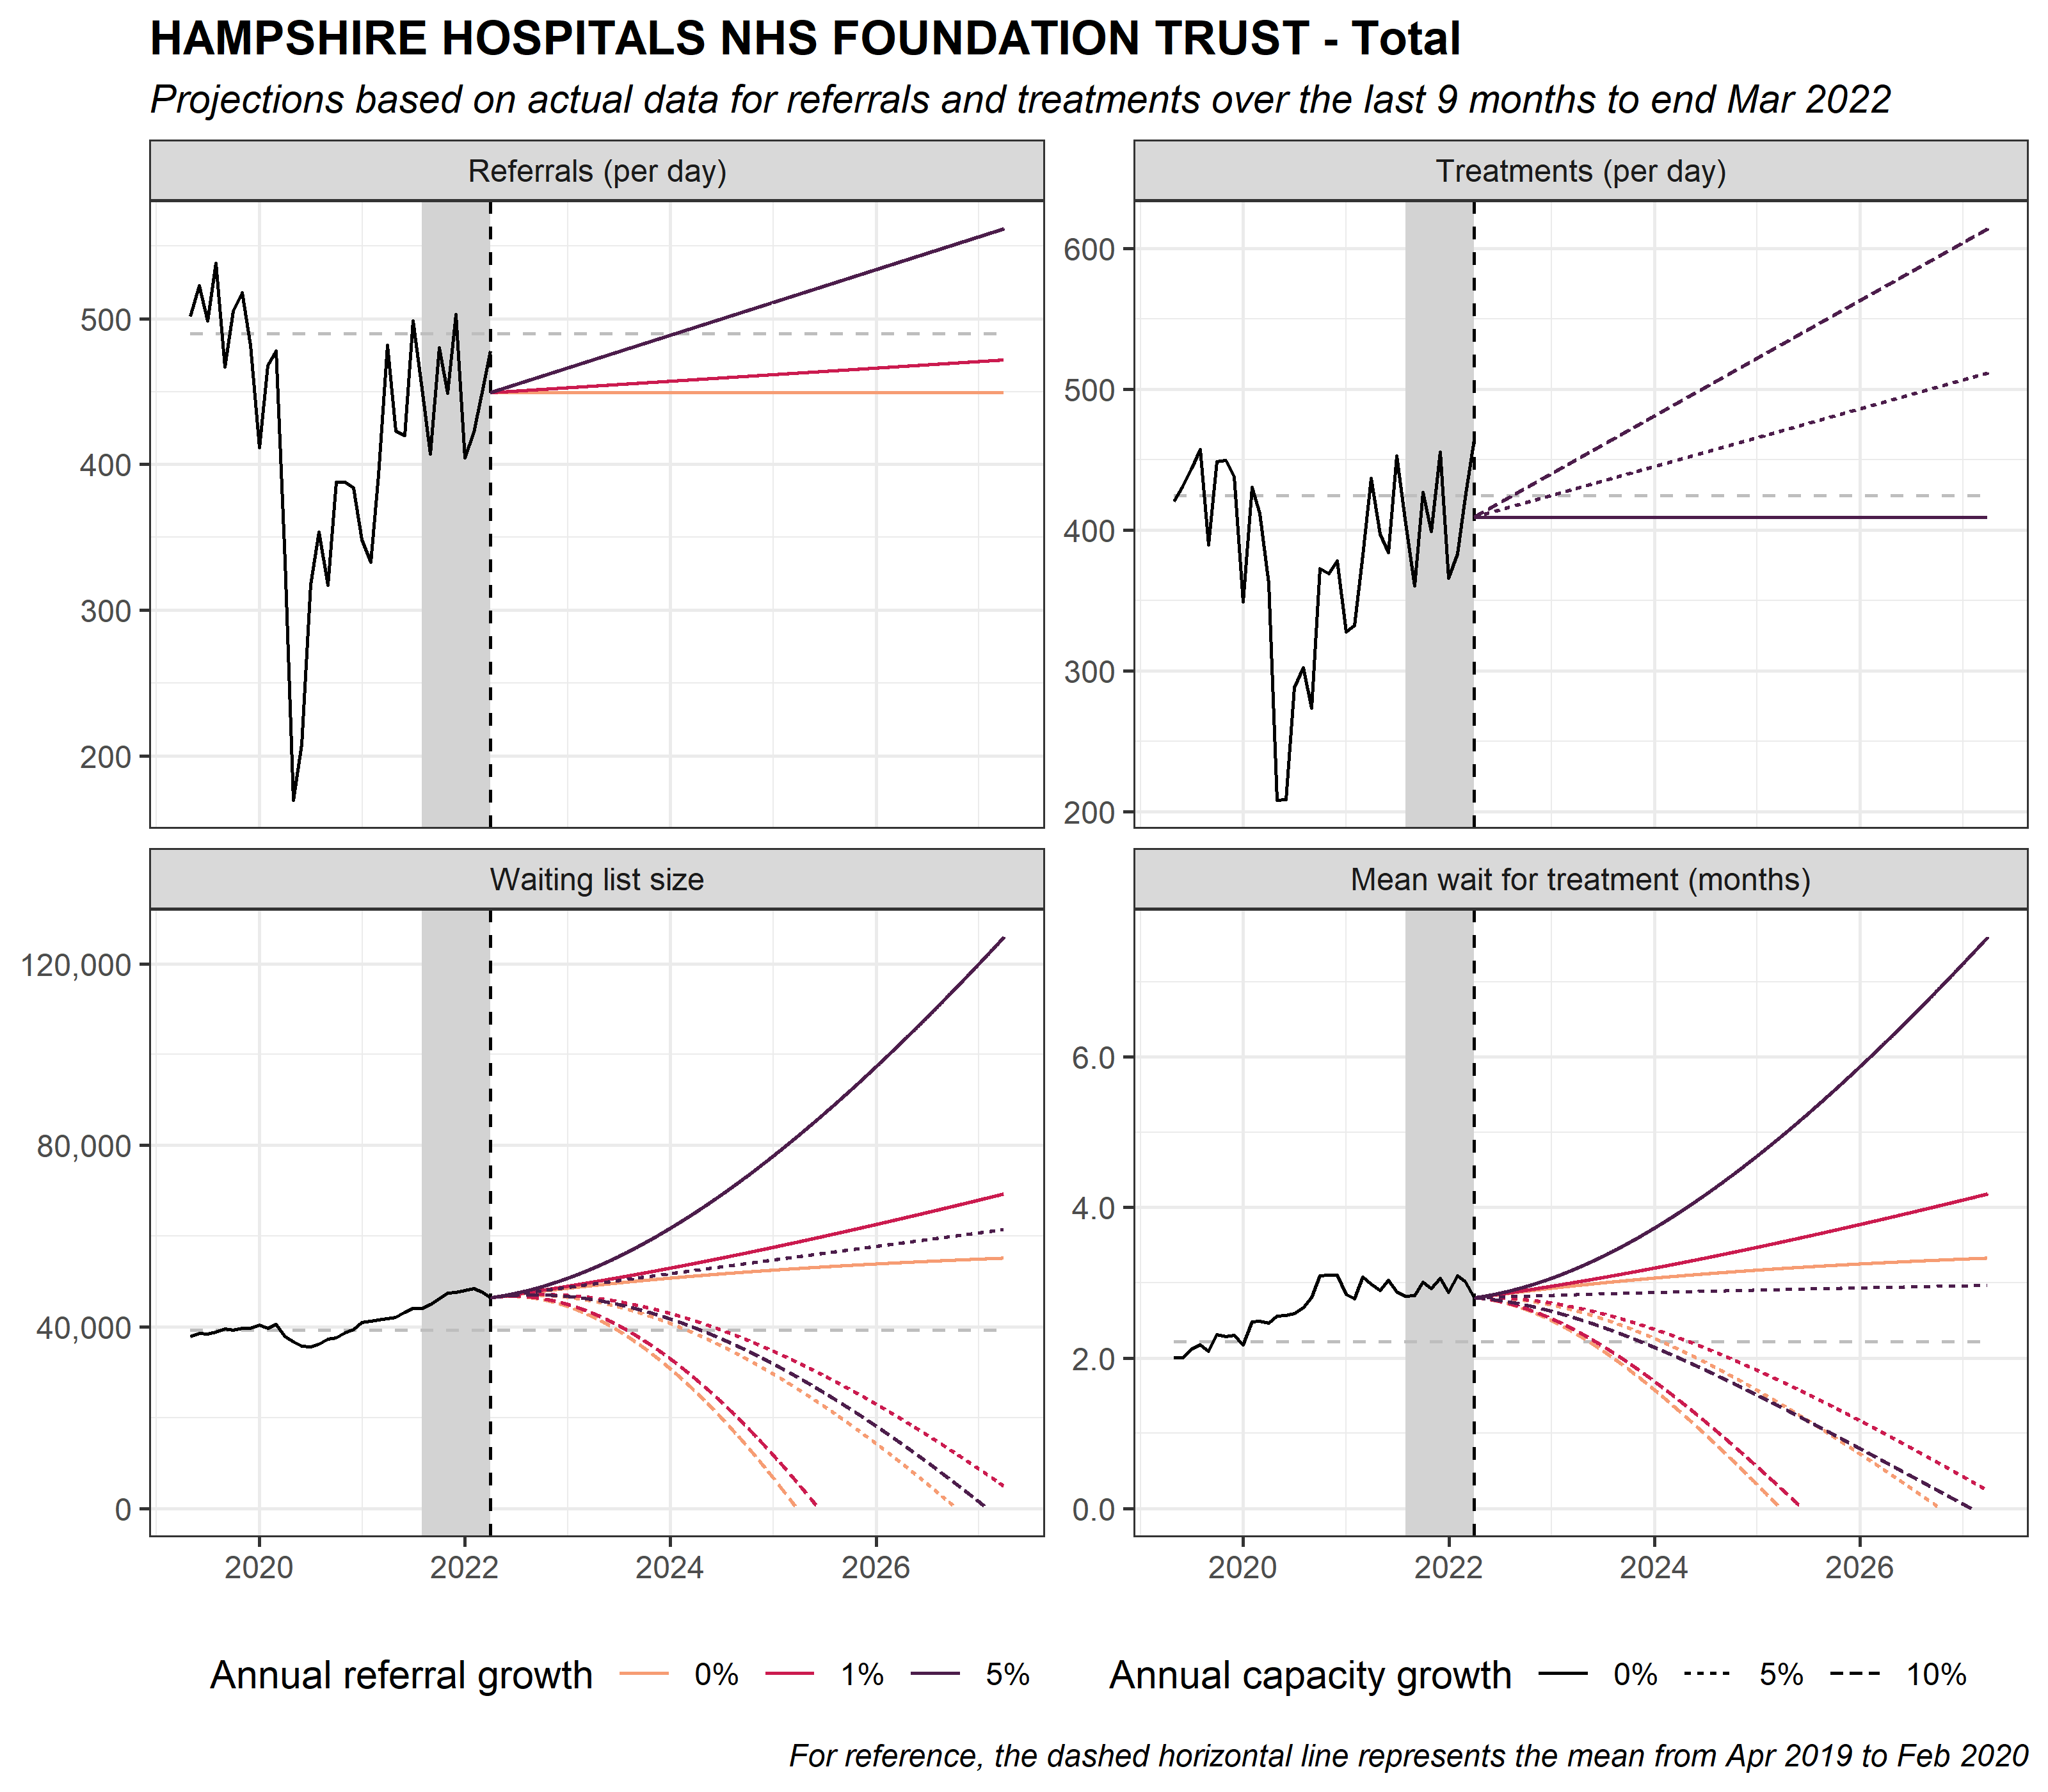 HAMPSHIRE HOSPITALS NHS FOUNDATION TRUST - Total
Projections based on actual data for referrals and treatments over the last 9 months to end Mar 2022
Referrals (per day)
500
400
300
200
Treatments (per day)
600
500
400
300
200
Waiting list size
120,000
80,000
40,000
0
2020 2022 2024 2026
Mean wait for treatment (months)
6.0
4.0
2.0
0.0
2020 2022 2024 2026
Annual referral growth 0% 1% 5%
Annual capacity growth 0% 5% 10%
For reference, the dashed horizontal line represents the mean from Apr 2019 to Feb 2020